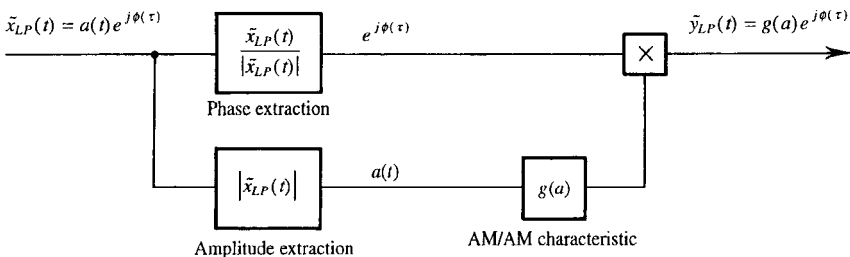 x̃_LP(t) = a(t)e^{jϕ(τ)}
e^{jϕ(τ)}
ỹ_LP(t) = g(a)e^{jϕ(τ)}
x̃_LP(t)
|x̃_LP(t)|
×
Phase extraction
|x̃_LP(t)|
a(t)
g(a)
Amplitude extraction
AM/AM characteristic